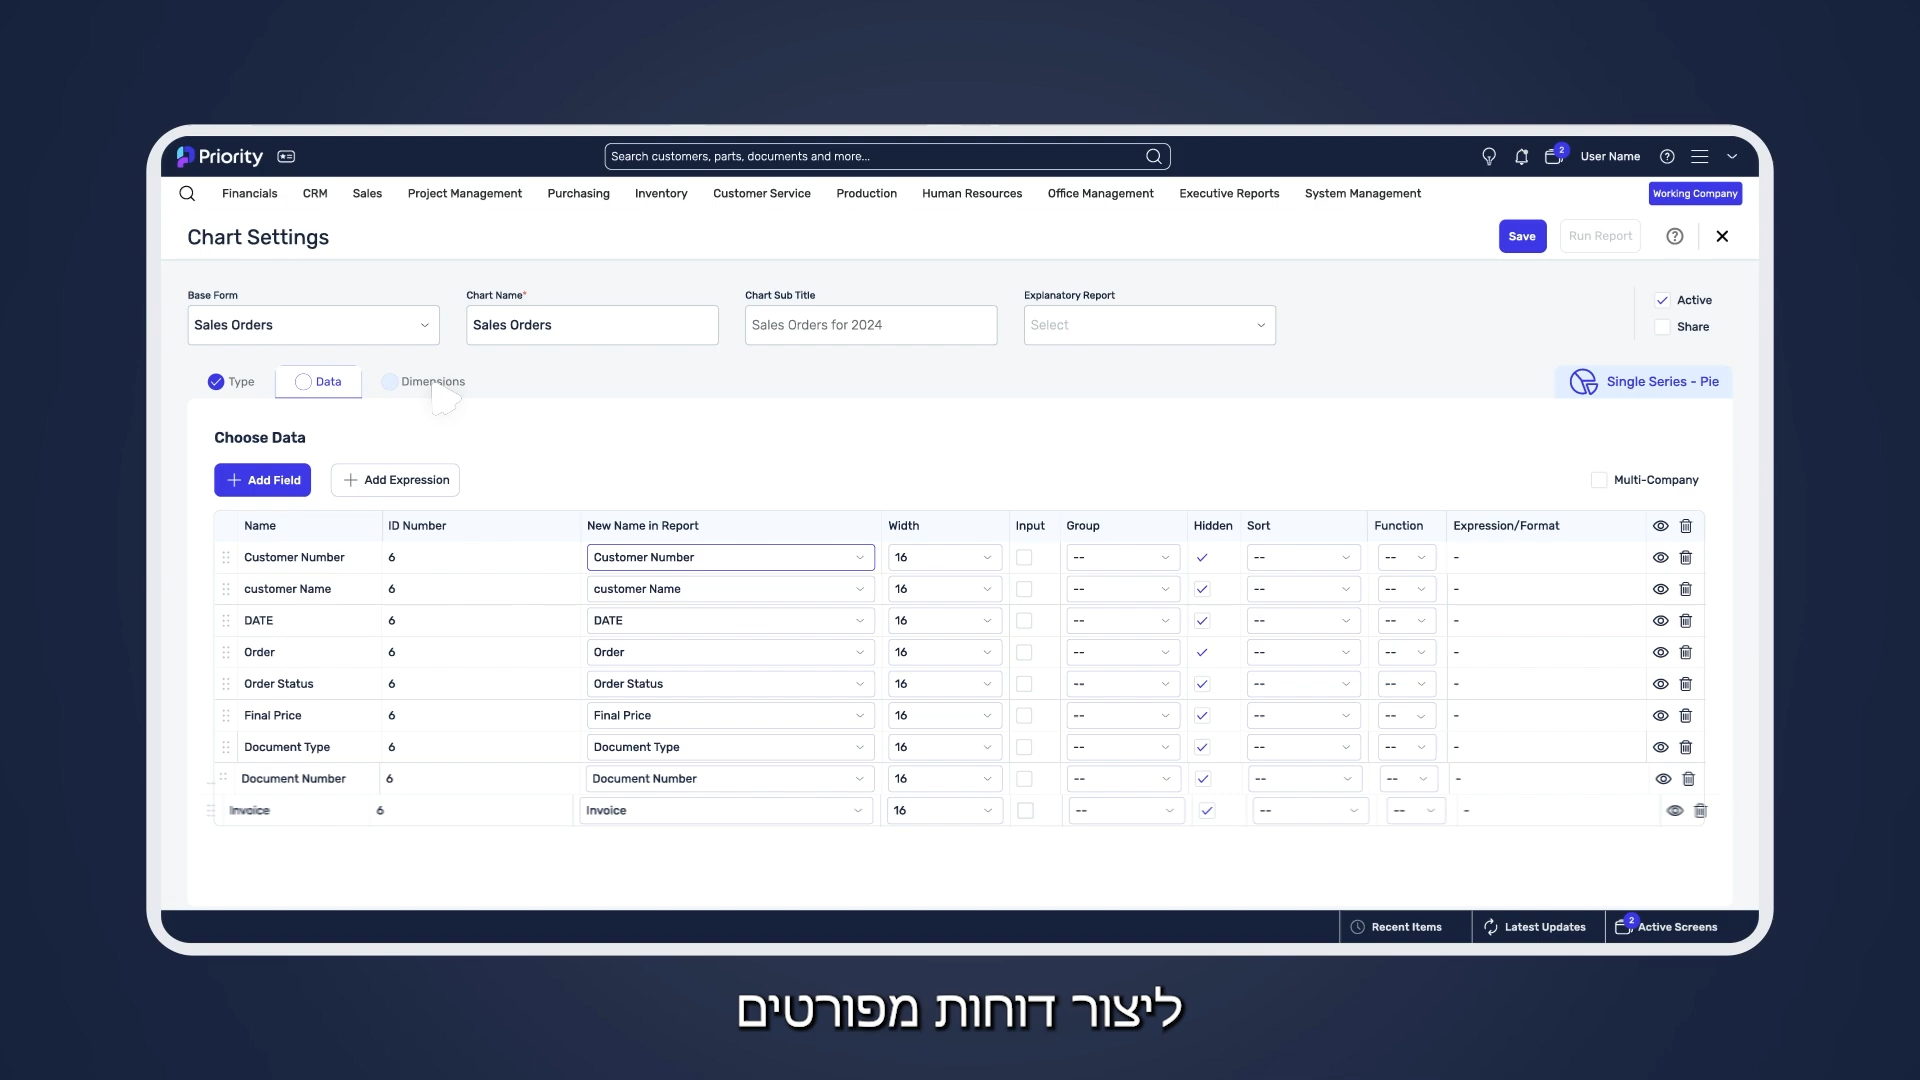 Priority
Search customers, parts, documents and more...
2
User Name
Financials CRM Sales Project Management Purchasing Inventory Customer Service Production Human Resources Office Management Executive Reports System Management Working Company
Chart Settings
Save Run Report
Base Form Chart Name* Chart Sub Title Explanatory Report
Sales Orders Sales Orders Sales Orders for 2024 Select
Active
Share
Type Data Dimensions Single Series - Pie
Choose Data
Add Field Add Expression Multi-Company
Name ID Number New Name in Report Width Input Group Hidden Sort Function Expression/Format
Customer Number 6 Customer Number 16 -- -- -- -
customer Name 6 customer Name 16 -- -- -- -
DATE 6 DATE 16 -- -- -- -
Order 6 Order 16 -- -- -- -
Order Status 6 Order Status 16 -- -- -- -
Final Price 6 Final Price 16 -- -- -- -
Document Type 6 Document Type 16 -- -- -- -
Document Number 6 Document Number 16 -- -- -- -
Invoice 6 Invoice 16 -- -- -- -
Recent Items Latest Updates 2 Active Screens
ליצור דוחות מפורטים